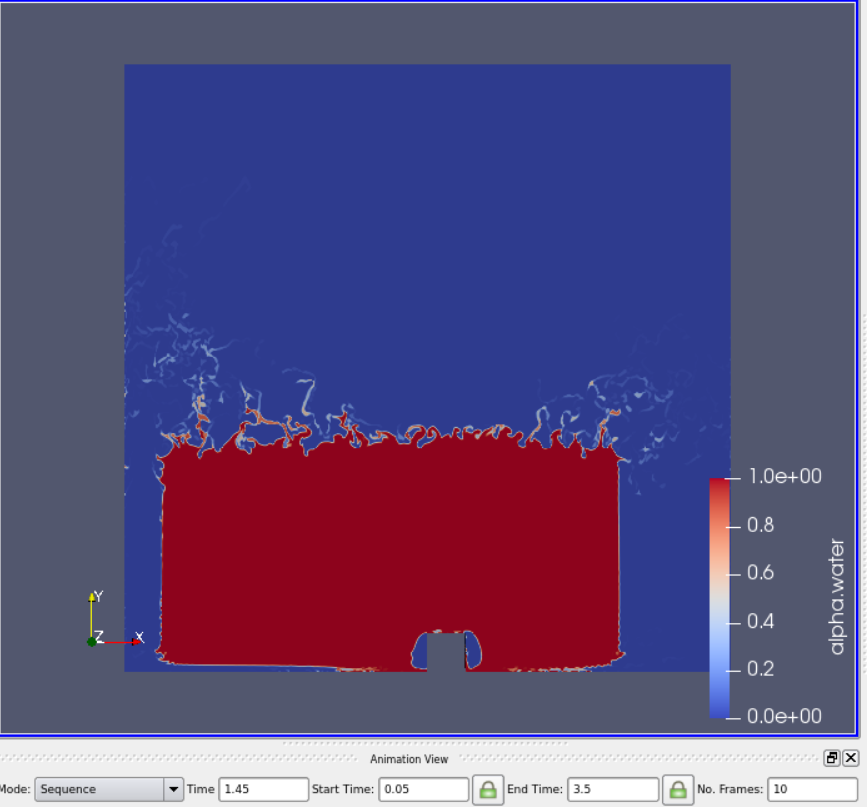 1.0e+00
0.8
0.6
0.4
0.2
0.0e+00
alpha.water
Y
Z X
Animation View
Mode: Sequence Time 1.45 Start Time: 0.05 End Time: 3.5 No. Frames: 10